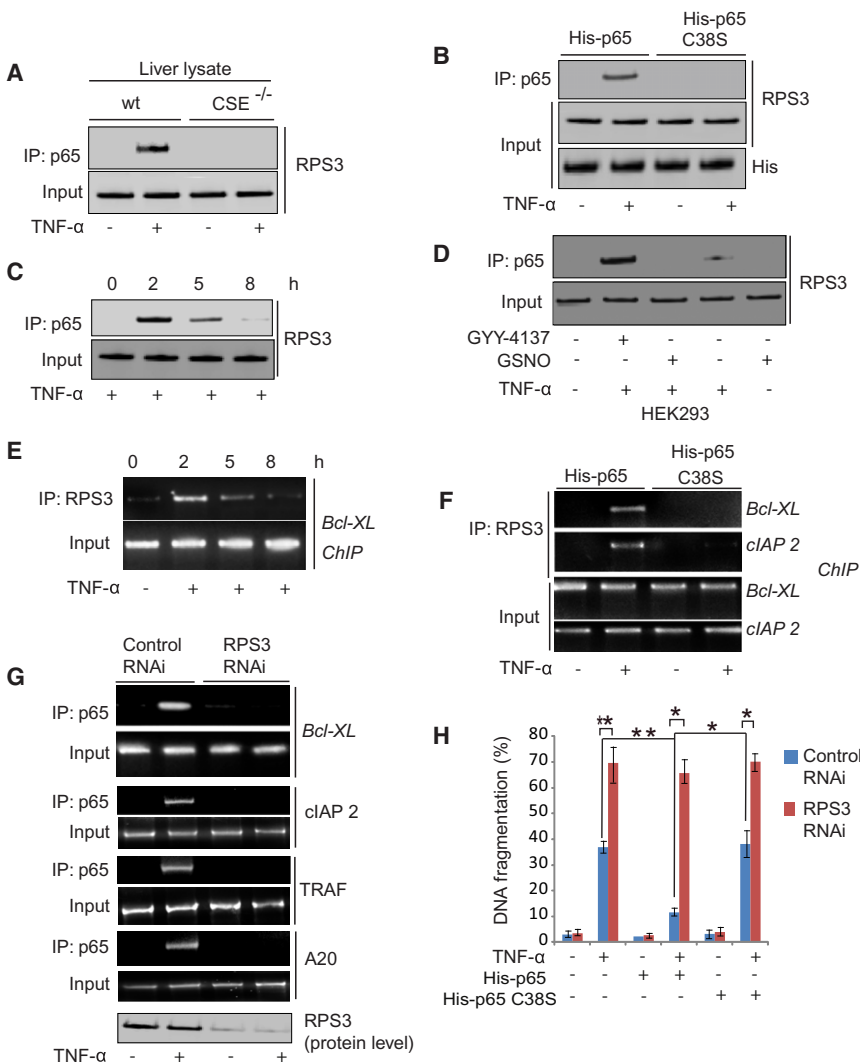 A
Liver lysate
wt CSE -/-
IP: p65
Input
RPS3
TNF-α - + - +
B
His-p65 His-p65 C38S
IP: p65
Input
RPS3
His
TNF-α - + - +
C
0 2 5 8 h
IP: p65
Input
RPS3
TNF-α + + + +
D
IP: p65
Input
RPS3
GYY-4137 - + - - -
GSNO - - + - +
TNF-α - + + + -
HEK293
E
0 2 5 8 h
IP: RPS3
Input
Bcl-XL
ChIP
TNF-α - + + +
F
His-p65 His-p65 C38S
IP: RPS3
Bcl-XL
cIAP 2
ChIP
Input
Bcl-XL
cIAP 2
TNF-α - + - +
G
Control RNAi RPS3 RNAi
IP: p65
Input
Bcl-XL
IP: p65
Input
cIAP 2
IP: p65
Input
TRAF
IP: p65
Input
A20
RPS3
(protein level)
TNF-α - + - +
H
DNA fragmentation (%)
80
70
60
50
40
30
20
10
0
** ** * * *
Control
RNAi
RPS3
RNAi
TNF-α - + - + - +
His-p65 - - + + - -
His-p65 C38S - - - - + +